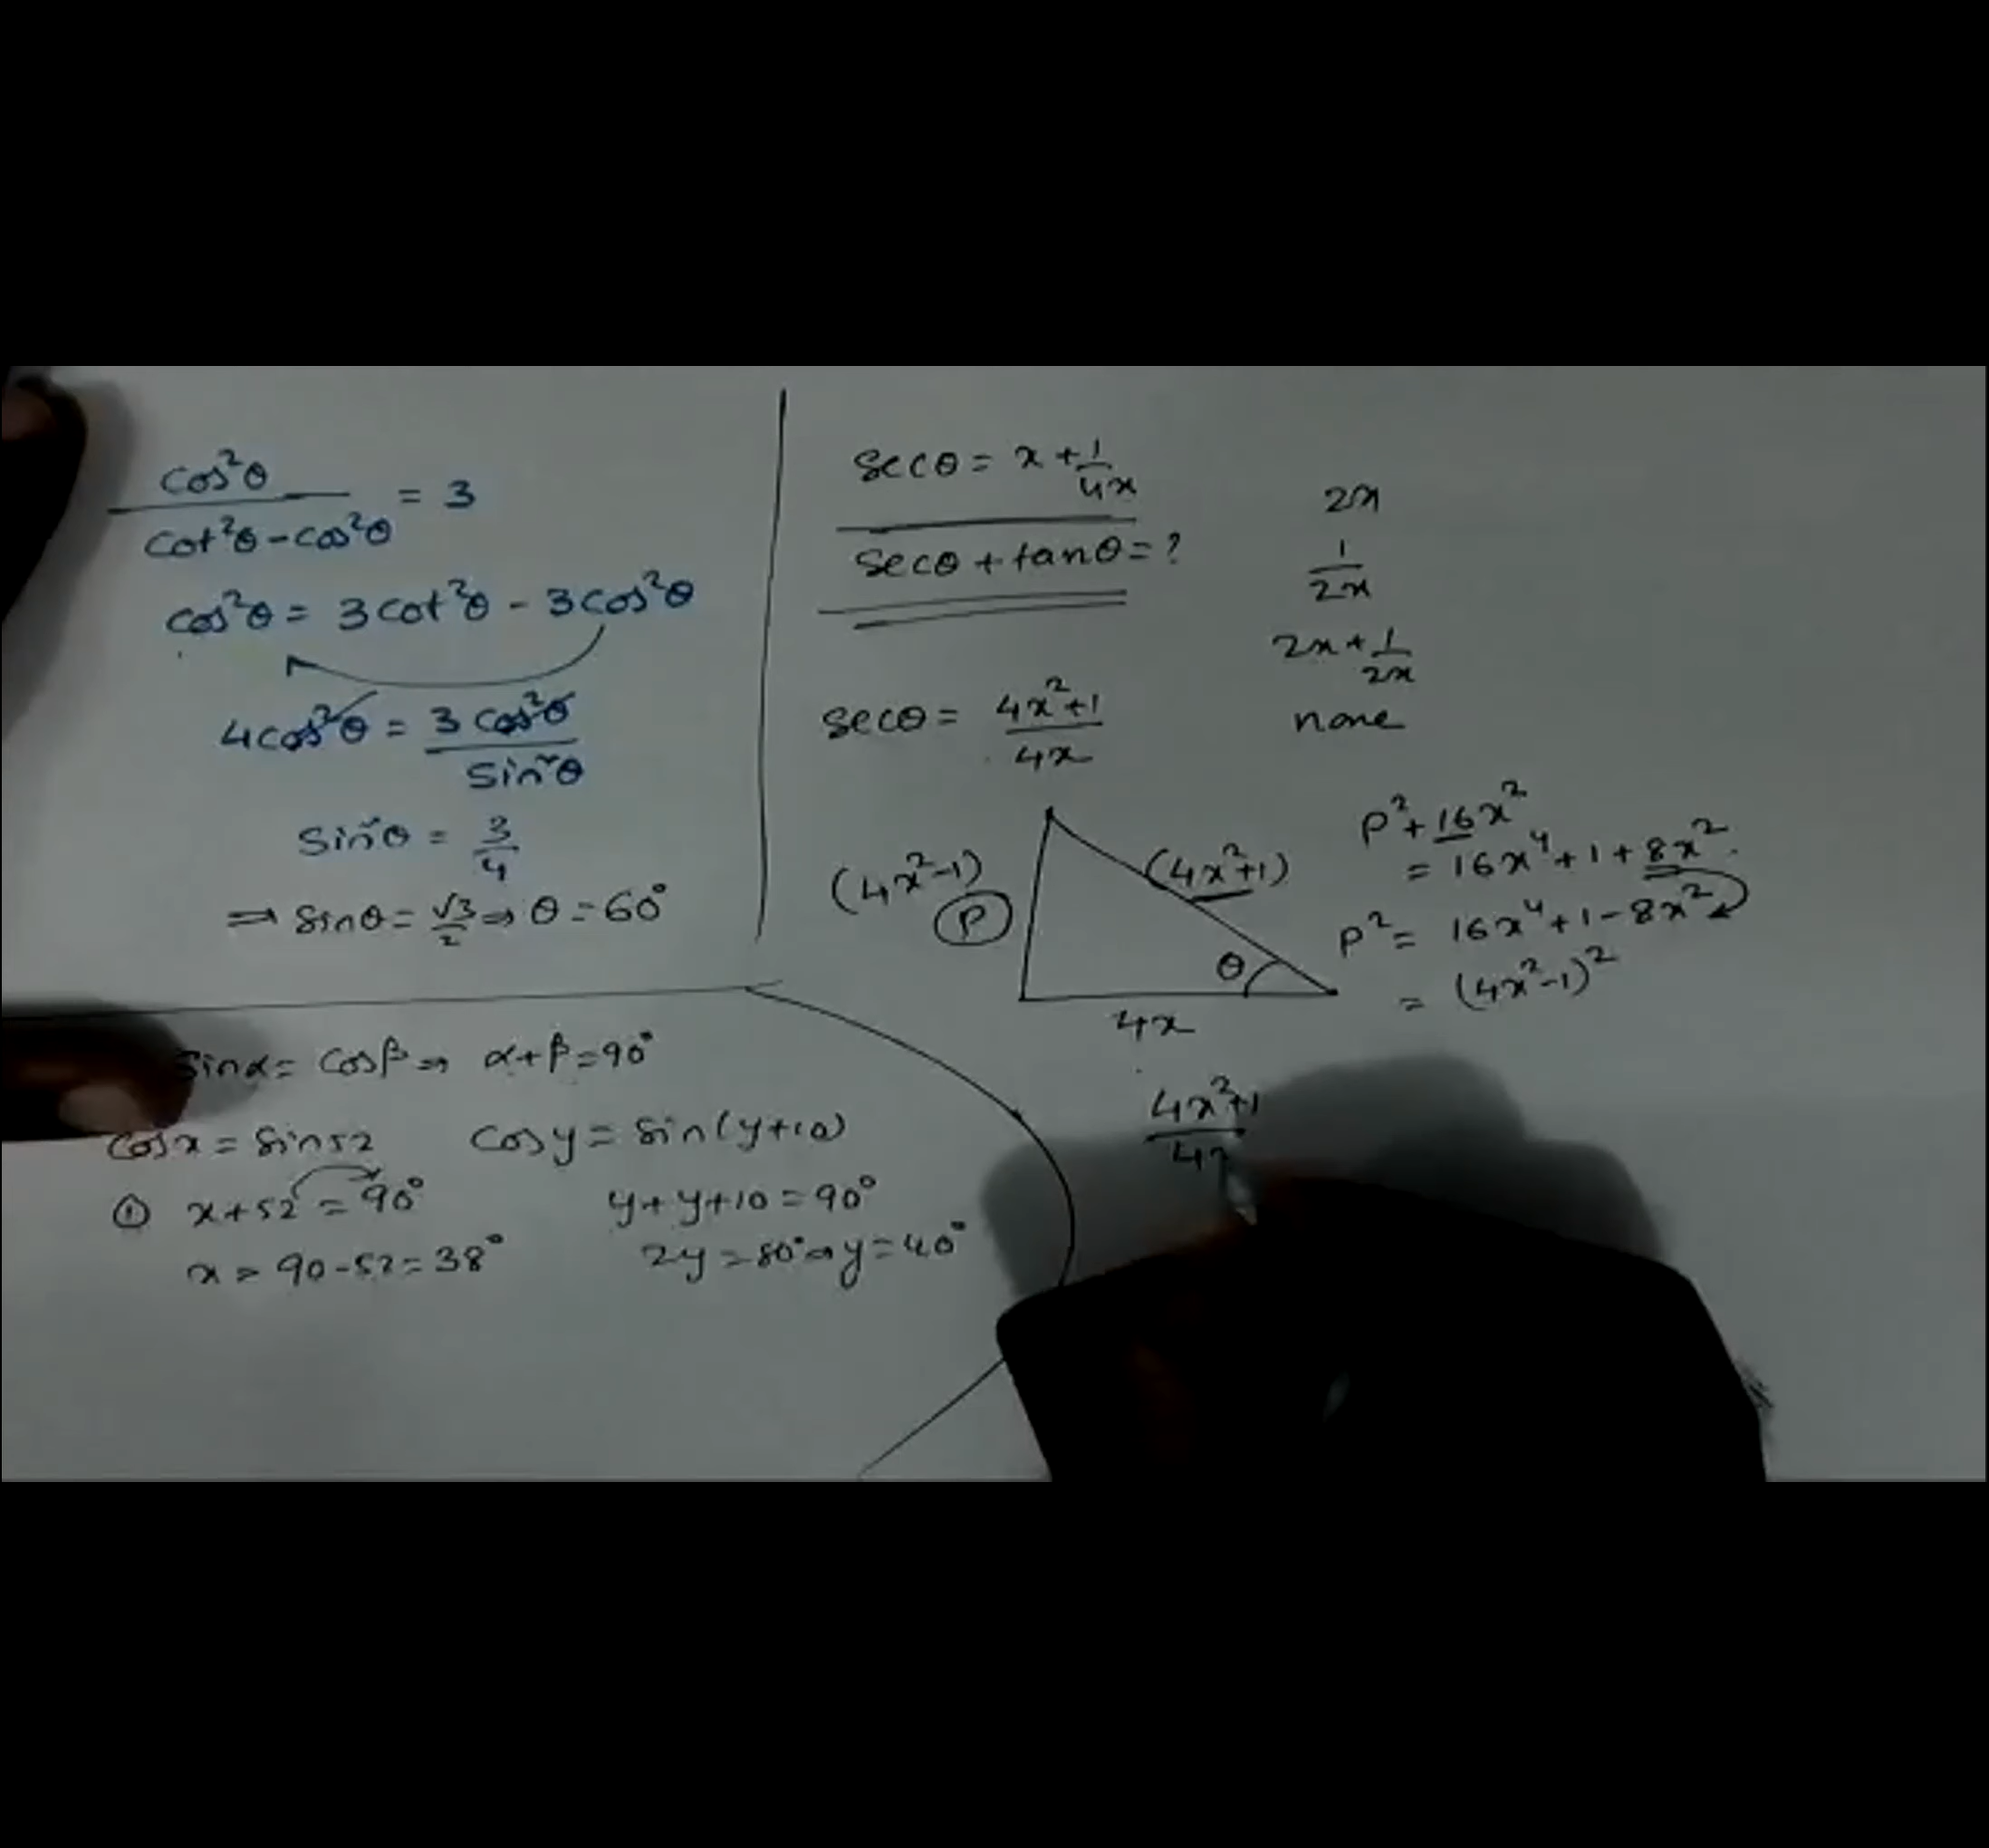 cos²θ / cot²θ - cos²θ = 3
cos²θ = 3cot²θ - 3cos²θ
4cos²θ = 3 cos²θ / sin²θ
sin²θ = 3/4
⇒ sinθ = √3/2 ⇒ θ = 60°
sinα = cosβ ⇒ α+β = 90°
cosx = sin52
① x+52 = 90°
x = 90-52 = 38°
cosy = sin(y+10)
y+y+10 = 90°
2y = 80° ⇒ y = 40°
secθ = x + 1/4x
secθ + tanθ = ?
2x
1/2x
2x + 1/2x
none
secθ = 4x²+1 / 4x
(4x²-1)
P
(4x²+1)
θ
4x
P² + 16x²
= 16x⁴ + 1 + 8x²
P² = 16x⁴ + 1 - 8x²
= (4x²-1)²
4x²+1 / 4x